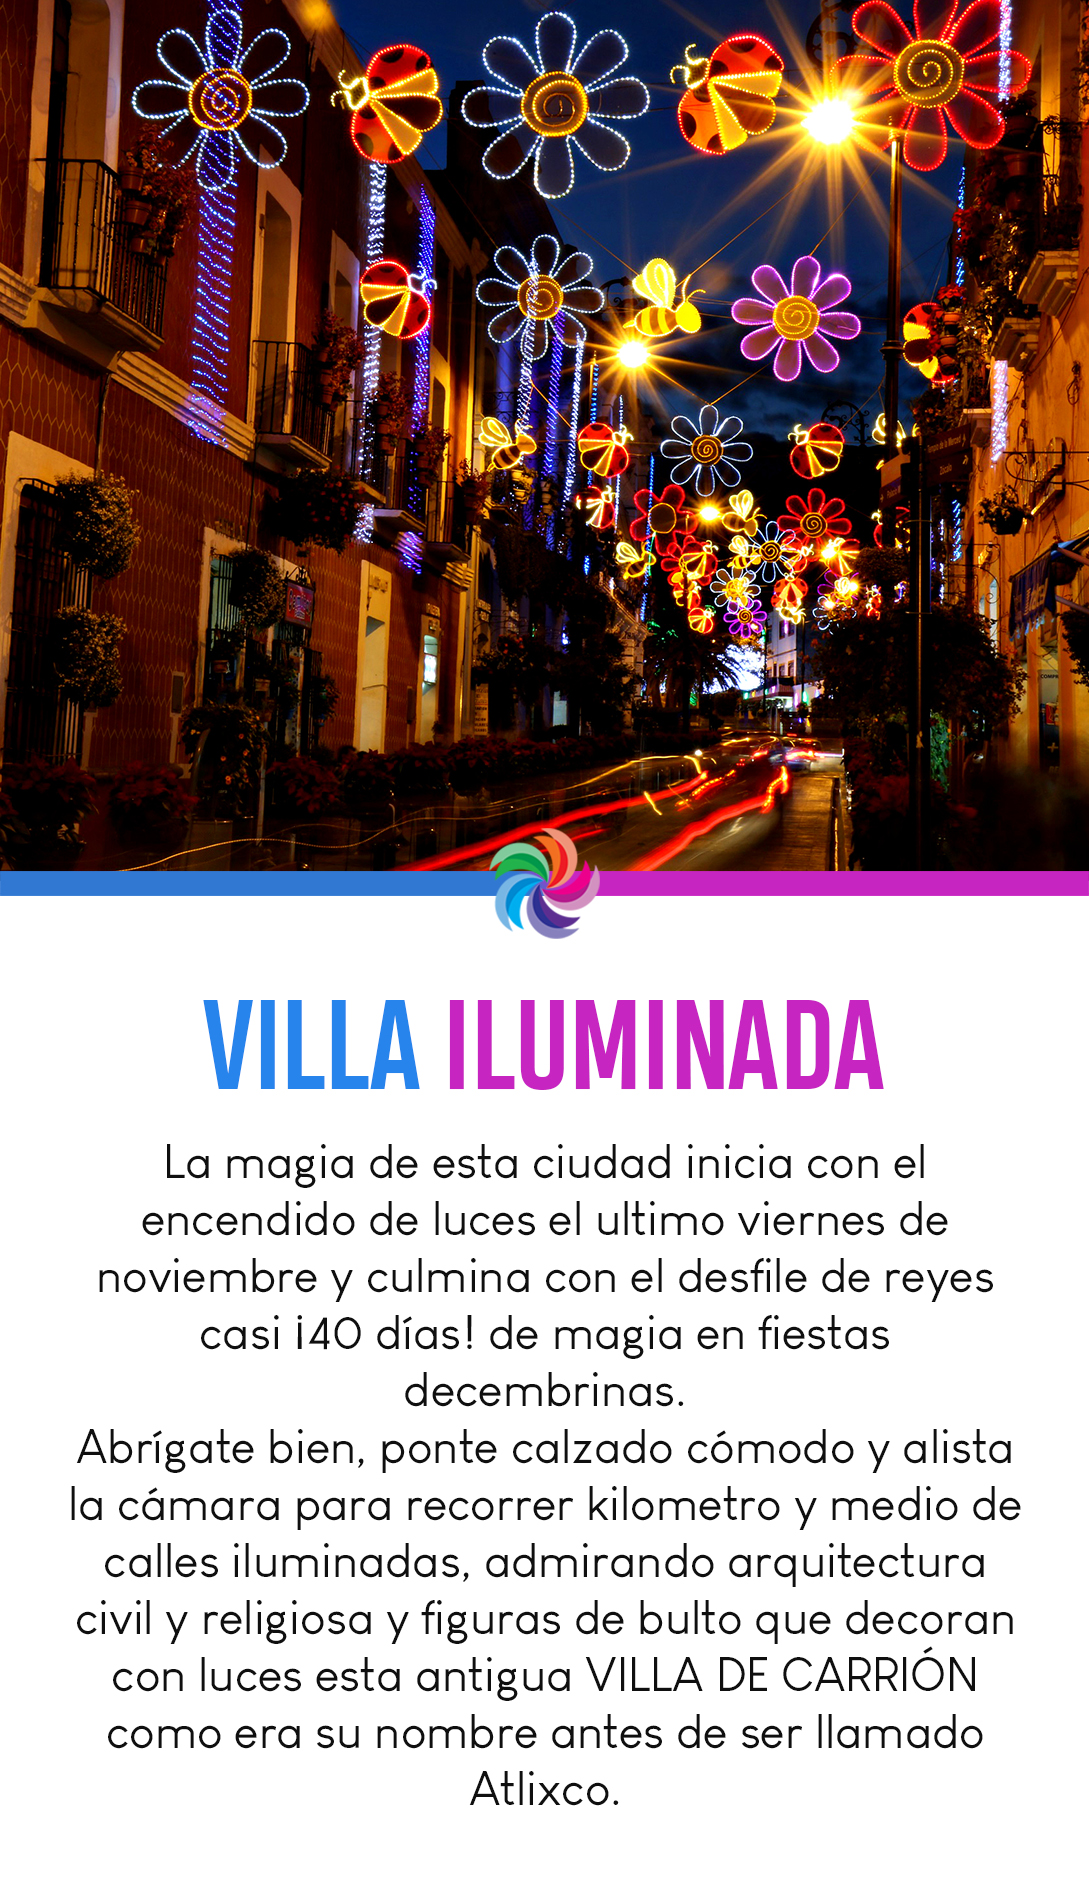 VILLA ILUMINADA
La magia de esta ciudad inicia con el
encendido de luces el ultimo viernes de
noviembre y culmina con el desfile de reyes
casi ¡40 días! de magia en fiestas
decembrinas.
Abrígate bien, ponte calzado cómodo y alista
la cámara para recorrer kilometro y medio de
calles iluminadas, admirando arquitectura
civil y religiosa y figuras de bulto que decoran
con luces esta antigua VILLA DE CARRIÓN
como era su nombre antes de ser llamado
Atlixco.